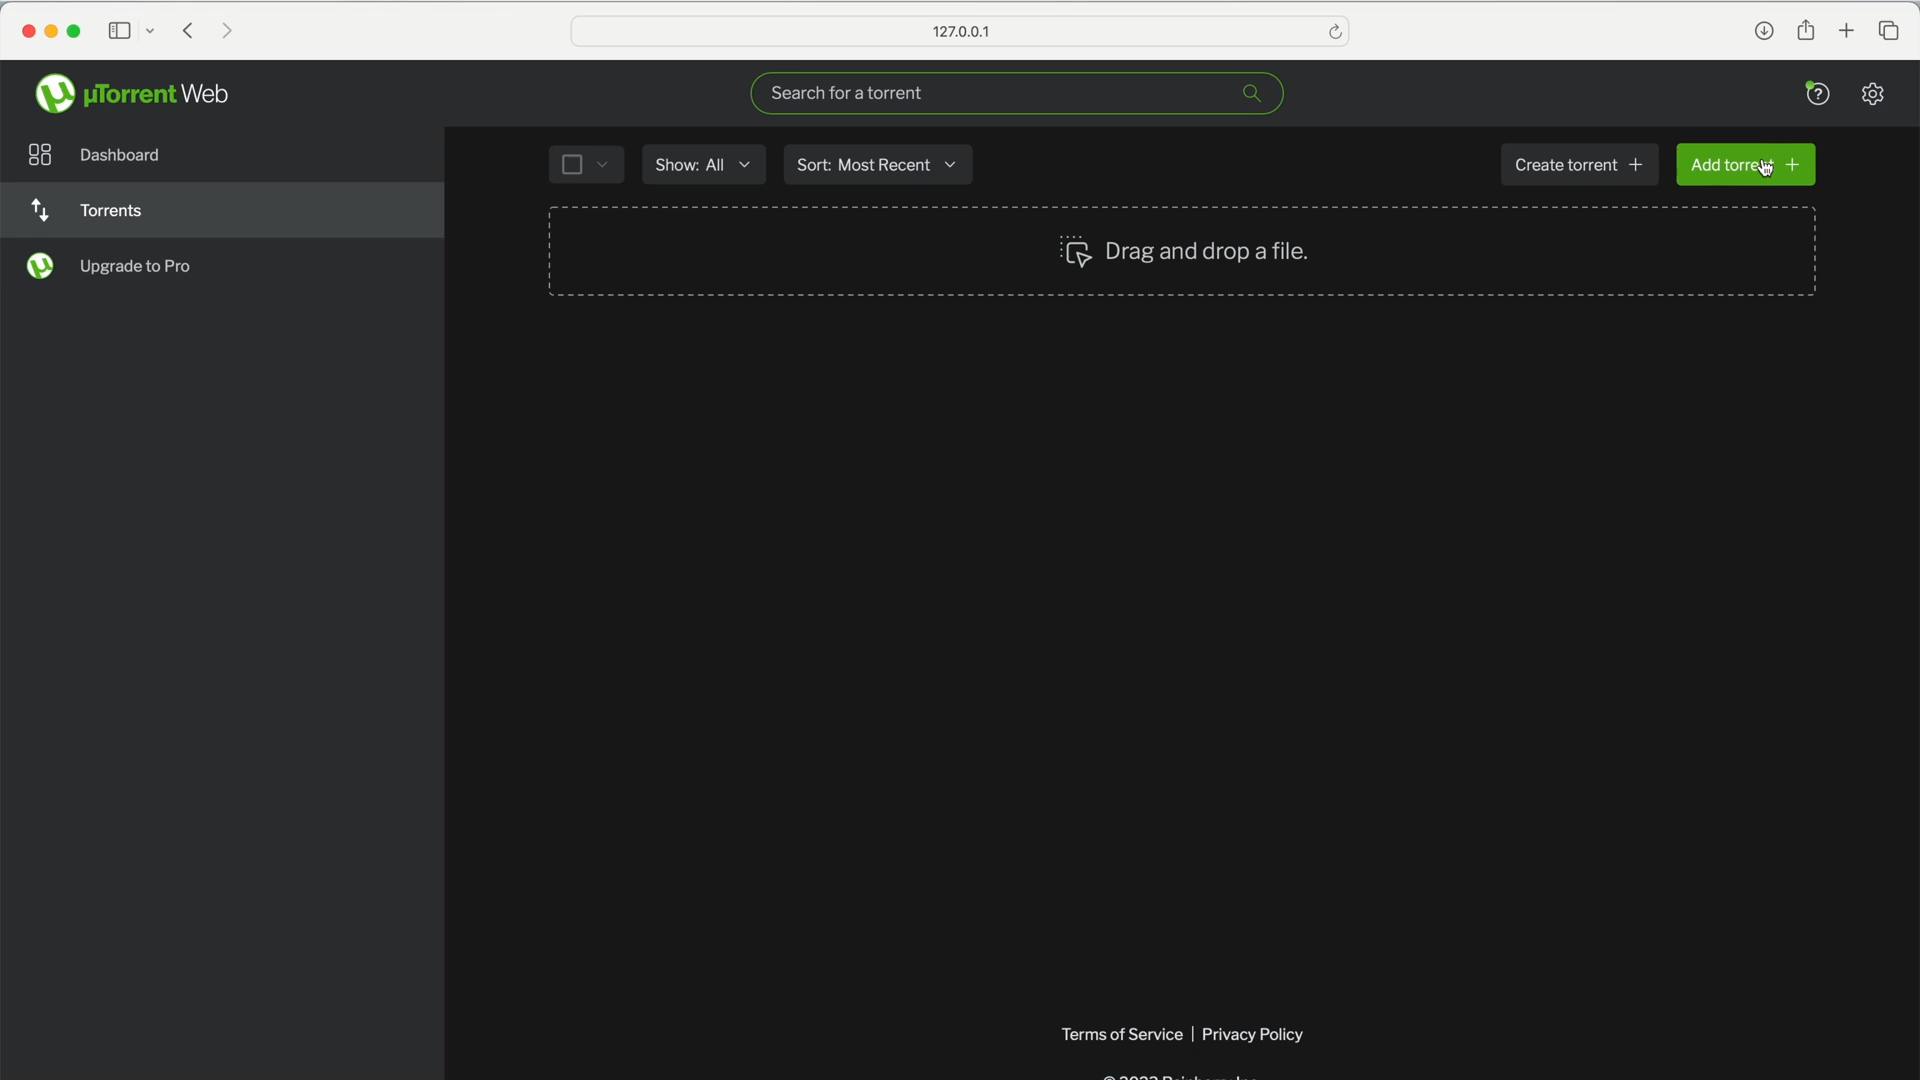 127.0.0.1
µTorrent Web
Search for a torrent
Dashboard
Torrents
Upgrade to Pro
Show: All
Sort: Most Recent
Create torrent
Add torrent
Drag and drop a file.
Terms of Service | Privacy Policy